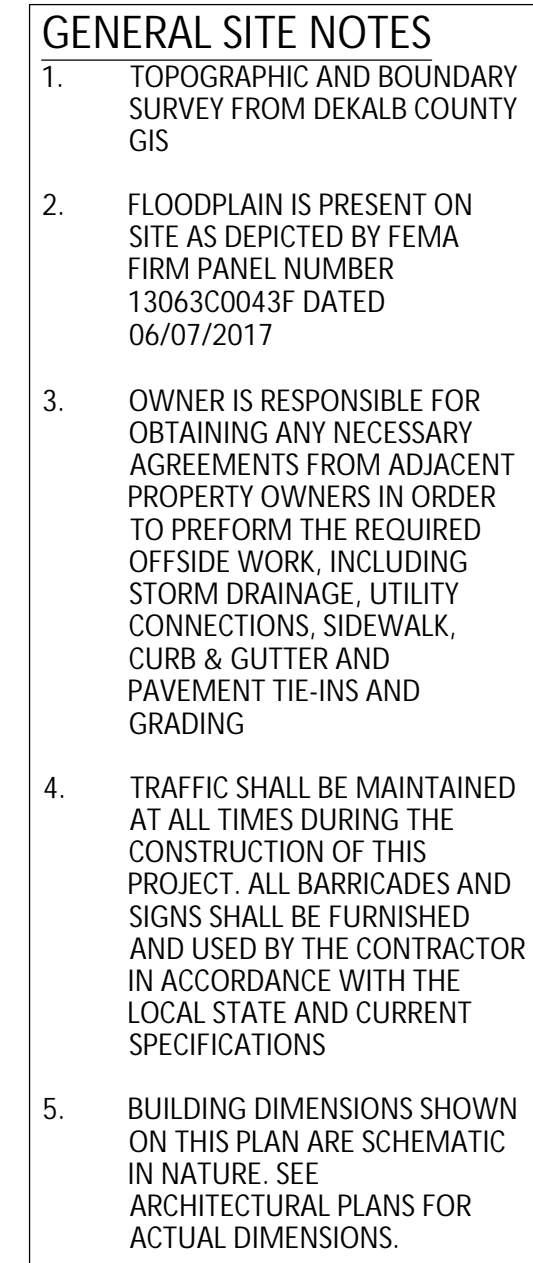 GENERAL SITE NOTES
1. TOPOGRAPHIC AND BOUNDARY
SURVEY FROM DEKALB COUNTY
GIS
2. FLOODPLAIN IS PRESENT ON
SITE AS DEPICTED BY FEMA
FIRM PANEL NUMBER
13063C0043F DATED
06/07/2017
3. OWNER IS RESPONSIBLE FOR
OBTAINING ANY NECESSARY
AGREEMENTS FROM ADJACENT
PROPERTY OWNERS IN ORDER
TO PREFORM THE REQUIRED
OFFSIDE WORK, INCLUDING
STORM DRAINAGE, UTILITY
CONNECTIONS, SIDEWALK,
CURB & GUTTER AND
PAVEMENT TIE-INS AND
GRADING
4. TRAFFIC SHALL BE MAINTAINED
AT ALL TIMES DURING THE
CONSTRUCTION OF THIS
PROJECT. ALL BARRICADES AND
SIGNS SHALL BE FURNISHED
AND USED BY THE CONTRACTOR
IN ACCORDANCE WITH THE
LOCAL STATE AND CURRENT
SPECIFICATIONS
5. BUILDING DIMENSIONS SHOWN
ON THIS PLAN ARE SCHEMATIC
IN NATURE. SEE
ARCHITECTURAL PLANS FOR
ACTUAL DIMENSIONS.